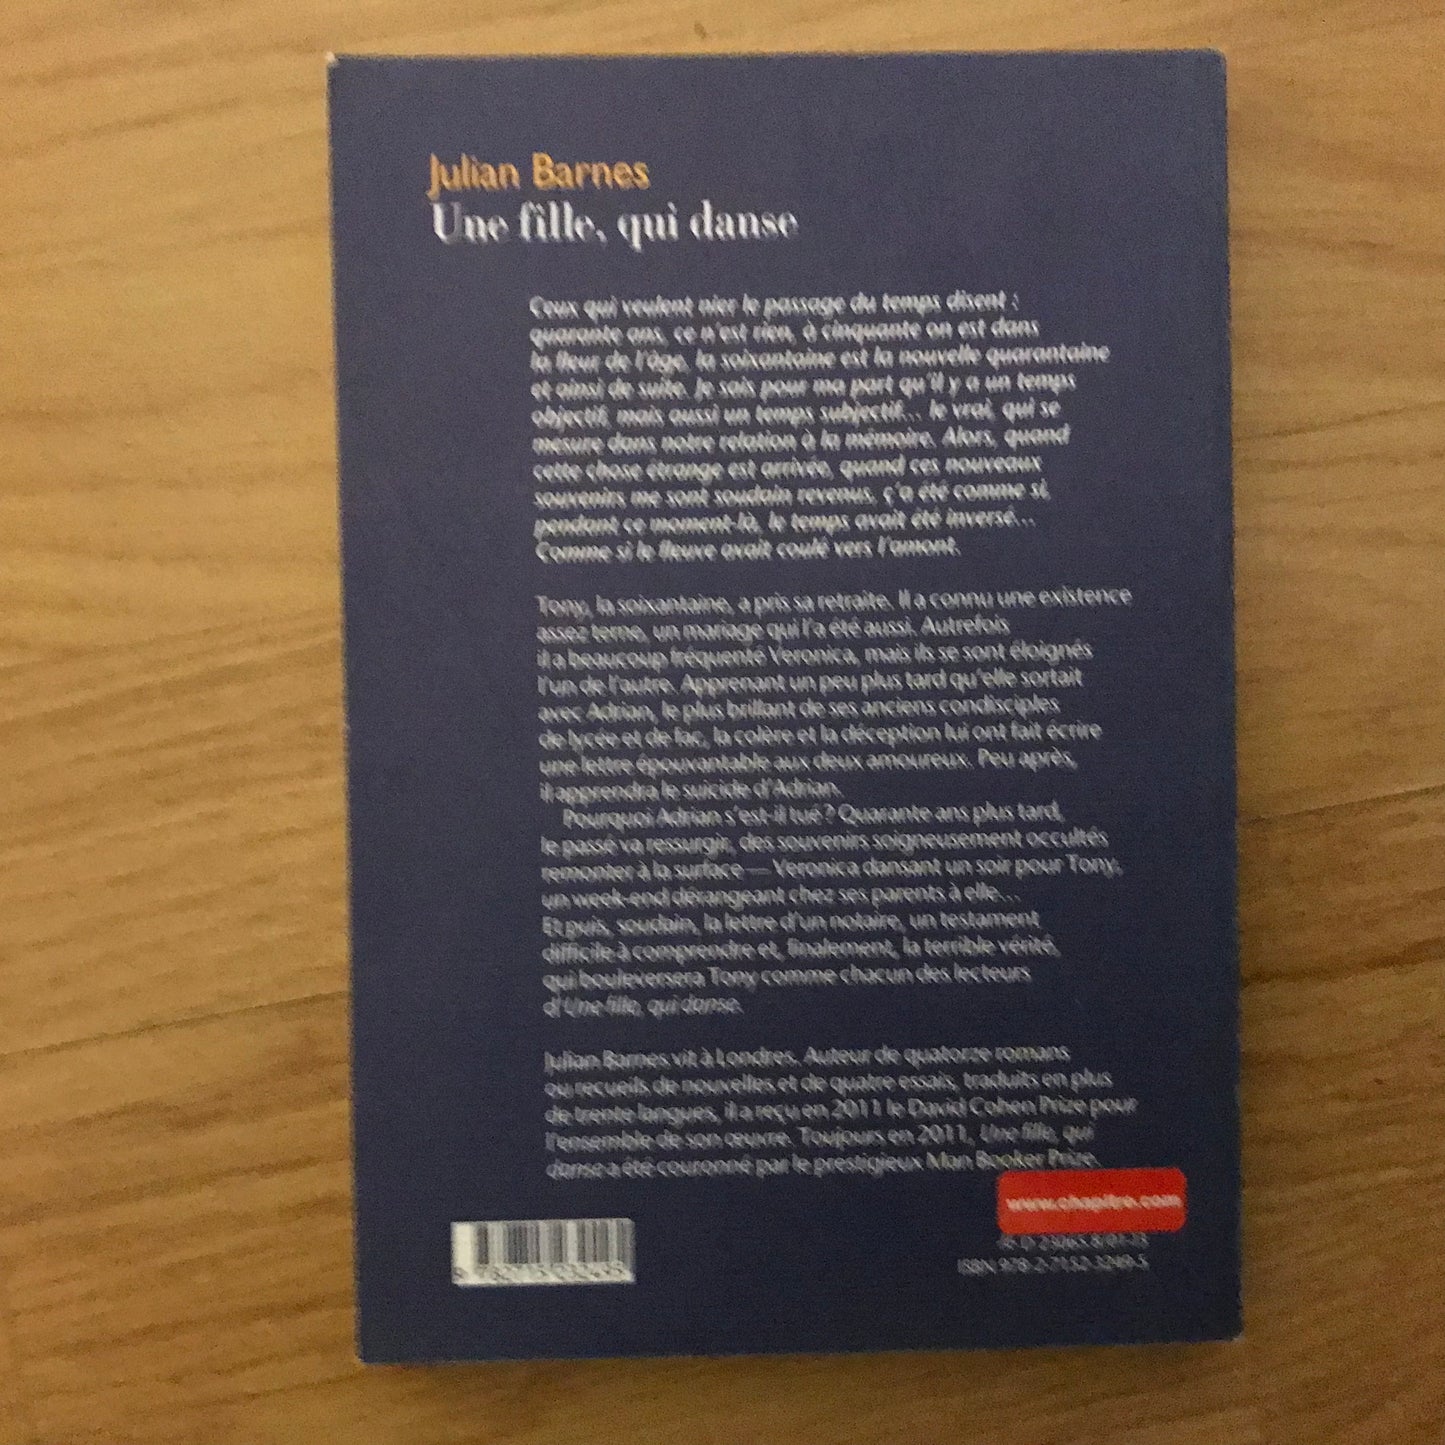 Julian Barnes
Une fille, qui danse
Ceux qui veulent nier le passage du temps disent :
quarante ans, ce n'est rien, à cinquante on est dans
la fleur de l'âge, la soixantaine est la nouvelle quarantaine
et ainsi de suite. Je sais pour ma part qu'il y a un temps
objectif, mais aussi un temps subjectif... le vrai, qui se
mesure dans notre relation à la mémoire. Alors, quand
cette chose étrange est arrivée, quand ces nouveaux
souvenirs me sont soudain revenus, ç'a été comme si,
pendant ce moment-là, le temps avait été inversé...
Comme si le fleuve avait coulé vers l'amont.
Tony, la soixantaine, a pris sa retraite. Il a connu une existence
assez terne, un mariage qui l'a été aussi. Autrefois
il a beaucoup fréquenté Veronica, mais ils se sont éloignés
l'un de l'autre. Apprenant un peu plus tard qu'elle sortait
avec Adrian, le plus brillant de ses anciens condisciples
de lycée et de fac, la colère et la déception lui ont fait écrire
une lettre épouvantable aux deux amoureux. Peu après,
il apprendra le suicide d'Adrian.
Pourquoi Adrian s'est-il tué ? Quarante ans plus tard,
le passé va ressurgir, des souvenirs soigneusement occultés
remonter à la surface — Veronica dansant un soir pour Tony,
un week-end dérangeant chez ses parents à elle...
Et puis, soudain, la lettre d'un notaire, un testament
difficile à comprendre et, finalement, la terrible vérité,
qui bouleversera Tony comme chacun des lecteurs
d'Une fille, qui danse.
Julian Barnes vit à Londres. Auteur de quatorze romans
ou recueils de nouvelles et de quatre essais, traduits en plus
de trente langues, il a reçu en 2011 le David Cohen Prize pour
l'ensemble de son œuvre. Toujours en 2011, Une fille, qui
danse a été couronné par le prestigieux Man Booker Prize.
www.chapitre.com
ISBN 978-2-7152-3249-5